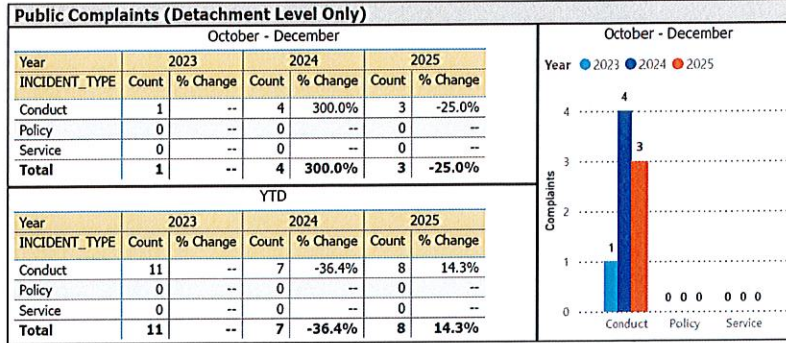 Public Complaints (Detachment Level Only)
October - December
Year 2023 2024 2025
INCIDENT_TYPE Count % Change Count % Change Count % Change
Conduct 1 -- 4 300.0% 3 -25.0%
Policy 0 -- 0 -- 0 --
Service 0 -- 0 -- 0 --
Total 1 -- 4 300.0% 3 -25.0%
YTD
Year 2023 2024 2025
INCIDENT_TYPE Count % Change Count % Change Count % Change
Conduct 11 -- 7 -36.4% 8 14.3%
Policy 0 -- 0 -- 0 --
Service 0 -- 0 -- 0 --
Total 11 -- 7 -36.4% 8 14.3%
October - December
Year 2023 2024 2025
Complaints
4
3
2
1
0
1
4
3
0 0 0 0 0 0
Conduct Policy Service